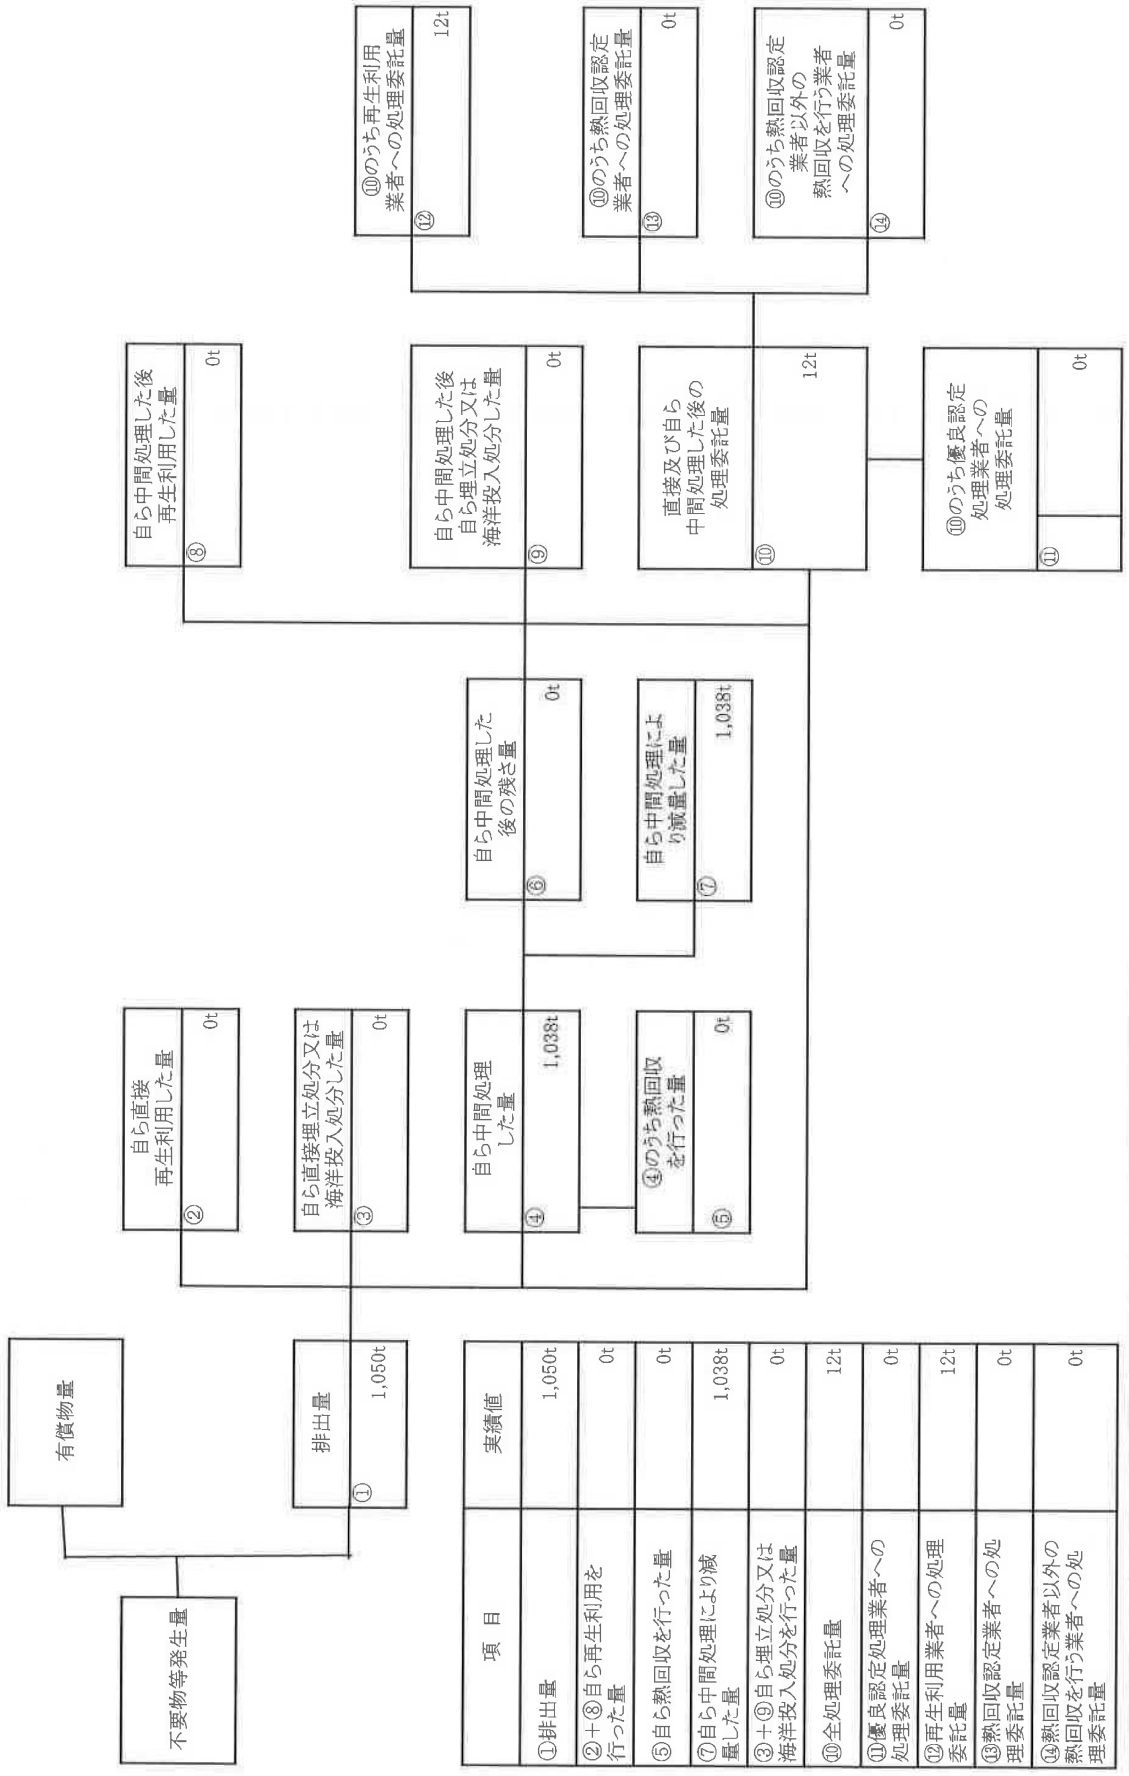 有償物量
不要物等発生量
排出量
①
1,050t
自ら直接
再生利用した量
②
0t
自ら直接埋立処分又は
海洋投入処分した量
③
0t
自ら中間処理
した量
④
1,038t
④のうち熱回収
を行った量
⑤
0t
自ら中間処理した
後の残さ量
⑥
0t
自ら中間処理によ
り減量した量
⑦
1,038t
自ら中間処理した後
再生利用した量
⑧
0t
自ら中間処理した後
自ら埋立処分又は
海洋投入処分した量
⑨
0t
直接及び自ら
中間処理した後の
処理委託量
⑩
12t
⑩のうち優良認定
処理業者への
処理委託量
⑪
0t
⑩のうち再生利用
業者への処理委託量
⑫
12t
⑩のうち熱回収認定
業者への処理委託量
⑬
0t
⑩のうち熱回収認定
業者以外の
熱回収を行う業者
への処理委託量
⑭
0t
項 目 実績値
①排出量 1,050t
②+⑧自ら再生利用を
行った量 0t
⑤自ら熱回収を行った量 0t
⑦自ら中間処理により減
量した量 1,038t
③+⑨自ら埋立処分又は
海洋投入処分を行った量 0t
⑩全処理委託量 12t
⑪優良認定処理業者への
処理委託量 0t
⑫再生利用業者への処理
委託量 12t
⑬熱回収認定業者への処
理委託量 0t
⑭熱回収認定業者以外の
熱回収を行う業者への処
理委託量 0t